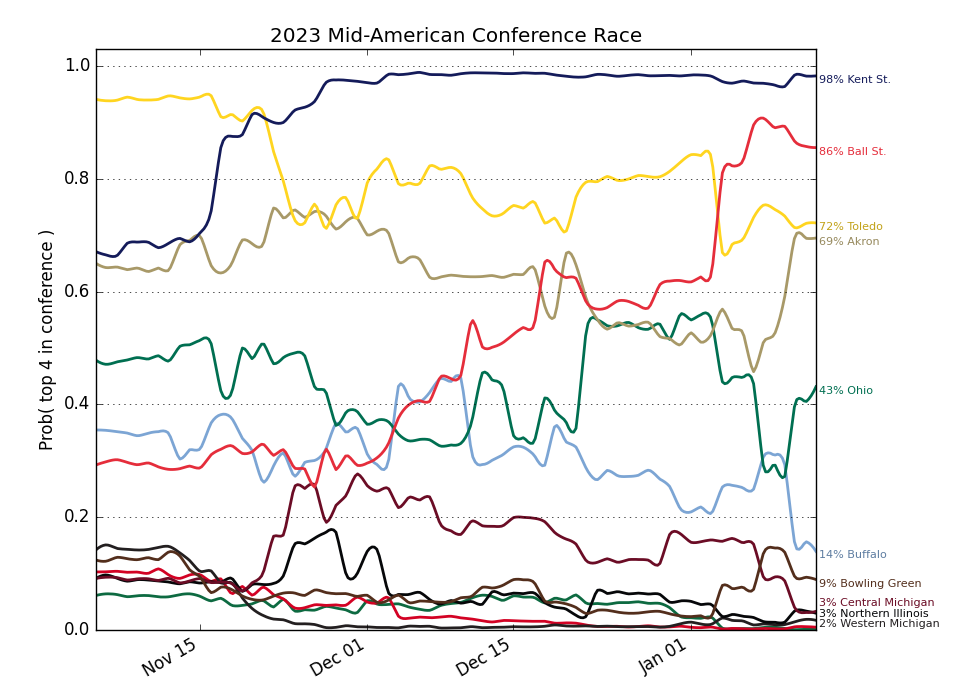 2023 Mid-American Conference Race
Prob( top 4 in conference )
1.0
0.8
0.6
0.4
0.2
0.0
Nov 15
Dec 01
Dec 15
Jan 01
98% Kent St.
86% Ball St.
72% Toledo
69% Akron
43% Ohio
14% Buffalo
9% Bowling Green
3% Central Michigan
3% Northern Illinois
2% Western Michigan